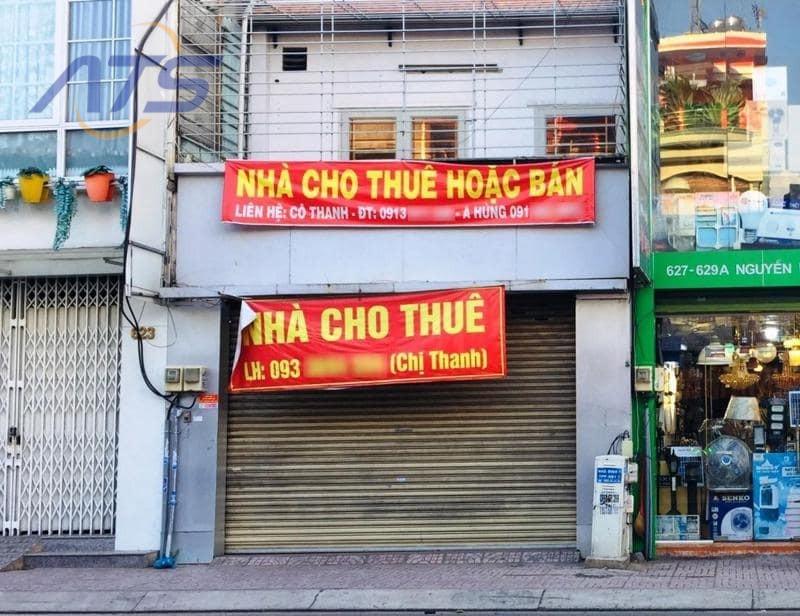 ATS
NHÀ CHO THUÊ HOẶC BÁN
LIÊN HỆ: CÔ THANH - ĐT: 0913 - A HÙNG 091
627-629A NGUYỄN
NHÀ CHO THUÊ
LH: 093 (Chị Thanh)
623
SENKO